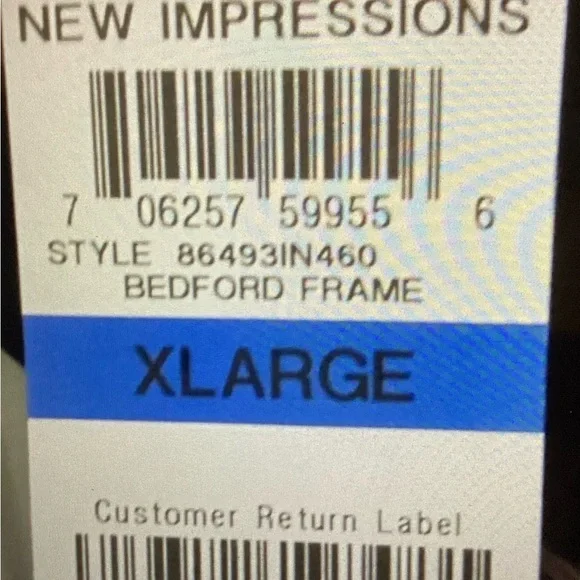 NEW IMPRESSIONS
7 06257 59955 6
STYLE 86493IN460
BEDFORD FRAME
XLARGE
Customer Return Label